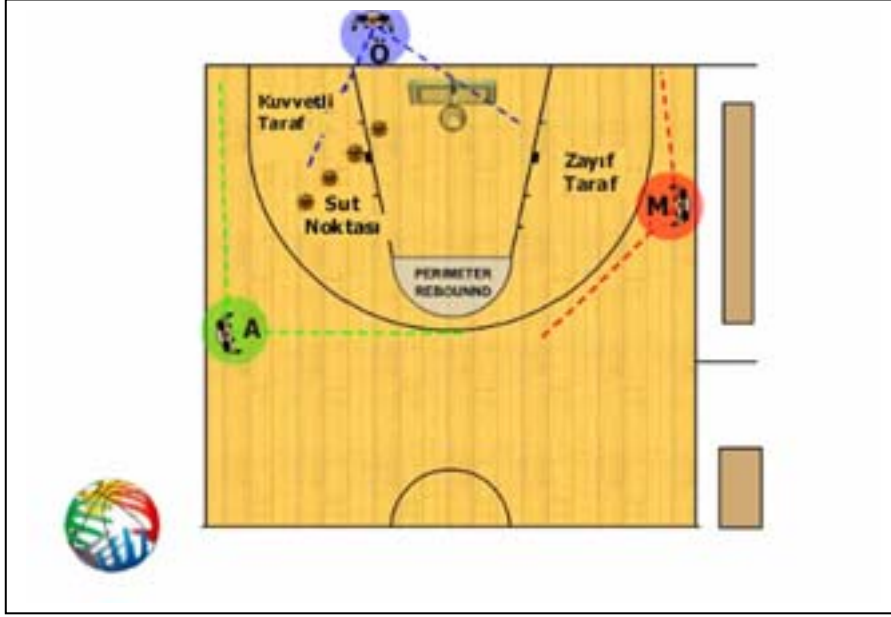 Ö
Kuvvetli
Taraf
Zayıf
Taraf
Sut
Noktası
M
PERIMETER
REBOUNND
A